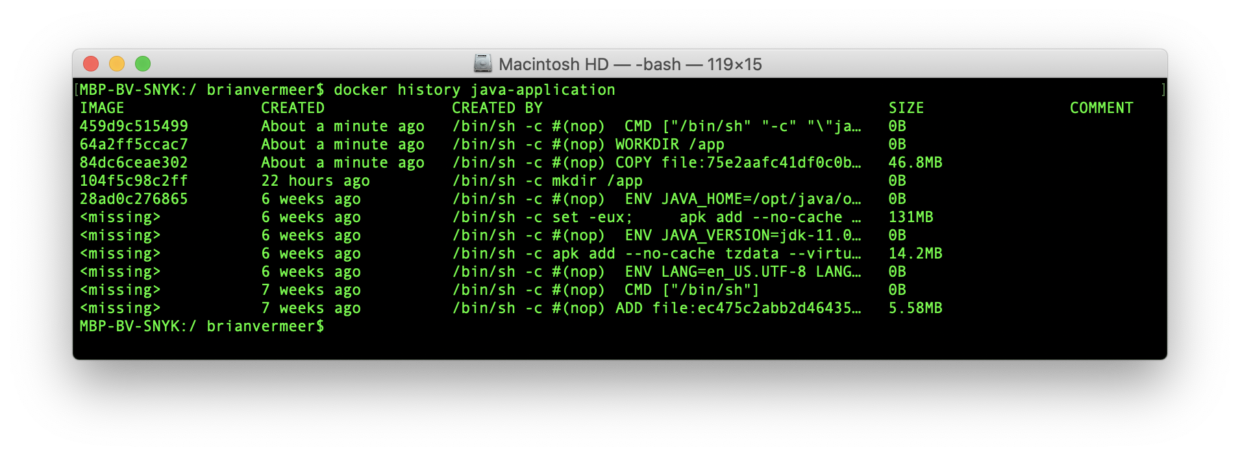 Macintosh HD — -bash — 119×15
[MBP-BV-SNYK:/ brianvermeer$ docker history java-application ]
IMAGE CREATED CREATED BY SIZE COMMENT
459d9c515499 About a minute ago /bin/sh -c #(nop)  CMD ["/bin/sh" "-c" "\"ja… 0B
64a2ff5ccac7 About a minute ago /bin/sh -c #(nop) WORKDIR /app 0B
84dc6ceae302 About a minute ago /bin/sh -c #(nop) COPY file:75e2aafc41df0c0b… 46.8MB
104f5c98c2ff 22 hours ago /bin/sh -c mkdir /app 0B
28ad0c276865 6 weeks ago /bin/sh -c #(nop)  ENV JAVA_HOME=/opt/java/o… 0B
<missing> 6 weeks ago /bin/sh -c set -eux;     apk add --no-cache … 131MB
<missing> 6 weeks ago /bin/sh -c #(nop)  ENV JAVA_VERSION=jdk-11.0… 0B
<missing> 6 weeks ago /bin/sh -c apk add --no-cache tzdata --virtu… 14.2MB
<missing> 6 weeks ago /bin/sh -c #(nop)  ENV LANG=en_US.UTF-8 LANG… 0B
<missing> 7 weeks ago /bin/sh -c #(nop)  CMD ["/bin/sh"] 0B
<missing> 7 weeks ago /bin/sh -c #(nop) ADD file:ec475c2abb2d46435… 5.58MB
MBP-BV-SNYK:/ brianvermeer$